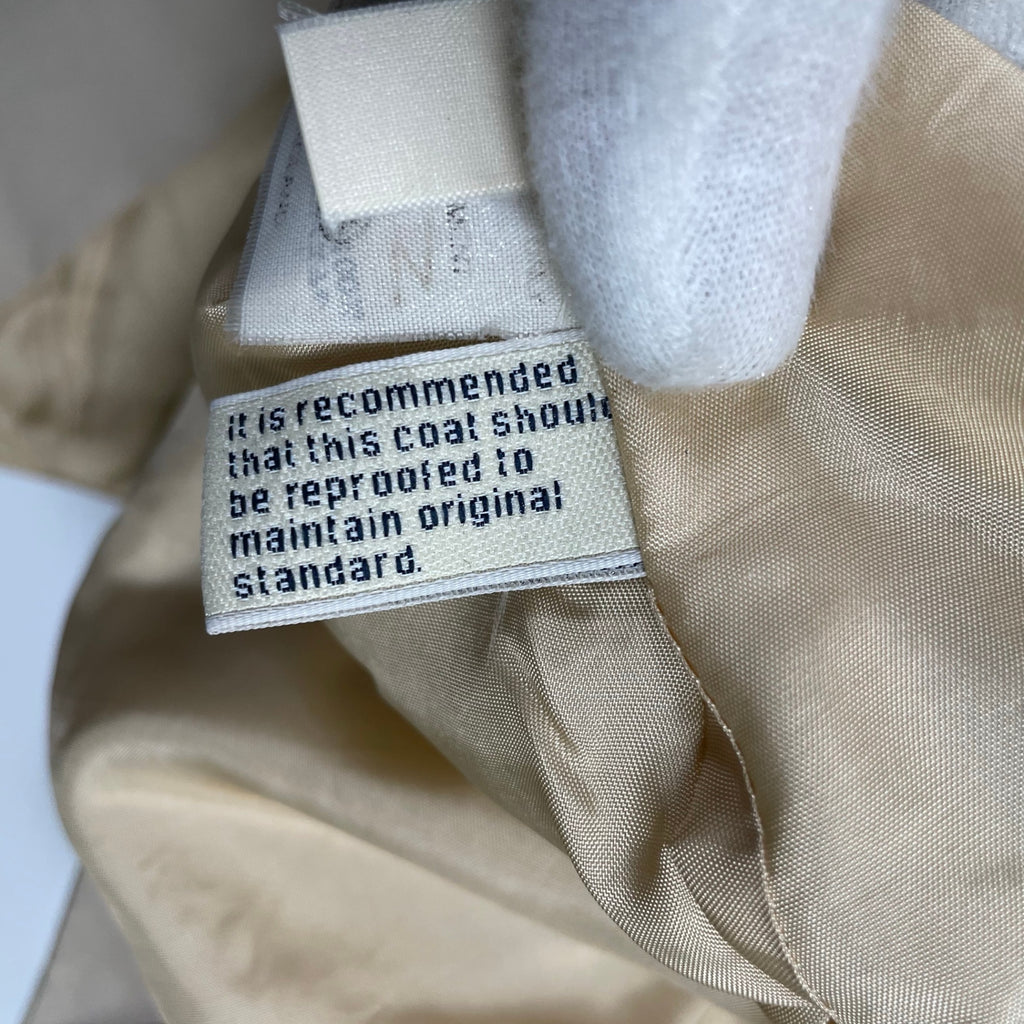 It is recommended
that this coat should
be reproofed to
maintain original
standard.